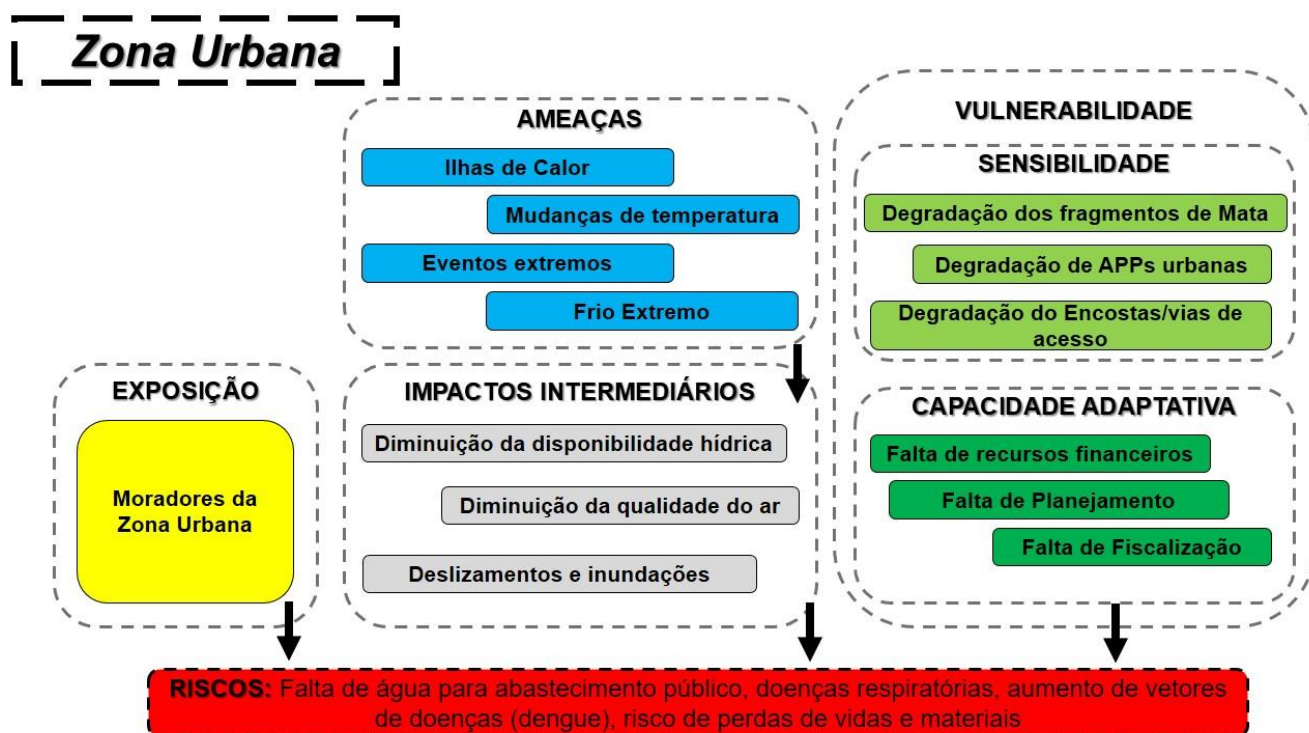 Zona Urbana
AMEAÇAS
Ilhas de Calor
Mudanças de temperatura
Eventos extremos
Frio Extremo
VULNERABILIDADE
SENSIBILIDADE
Degradação dos fragmentos de Mata
Degradação de APPs urbanas
Degradação do Encostas/vias de
acesso
EXPOSIÇÃO
Moradores da
Zona Urbana
IMPACTOS INTERMEDIÁRIOS
Diminuição da disponibilidade hídrica
Diminuição da qualidade do ar
Deslizamentos e inundações
CAPACIDADE ADAPTATIVA
Falta de recursos financeiros
Falta de Planejamento
Falta de Fiscalização
RISCOS: Falta de água para abastecimento público, doenças respiratórias, aumento de vetores
de doenças (dengue), risco de perdas de vidas e materiais